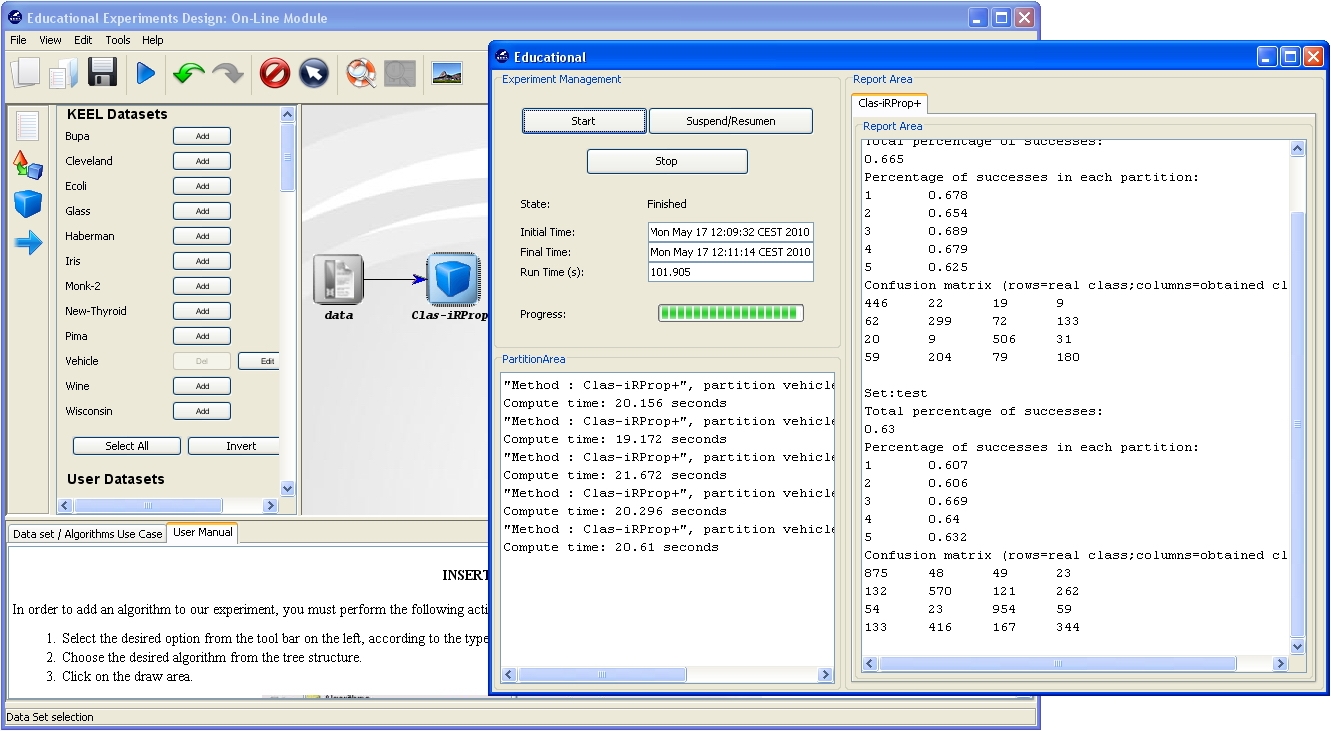 Educational Experiments Design: On-Line Module
File View Edit Tools Help
KEEL Datasets
Bupa Add
Cleveland Add
Ecoli Add
Glass Add
Haberman Add
Iris Add
Monk-2 Add
New-Thyroid Add
Pima Add
Vehicle Del Edit
Wine Add
Wisconsin Add
Select All Invert
User Datasets
data
Clas-iRProp
Data set / Algorithms Use Case User Manual
INSERT
In order to add an algorithm to our experiment, you must perform the following acti
1. Select the desired option from the tool bar on the left, according to the type
2. Choose the desired algorithm from the tree structure.
3. Click on the draw area.
Data Set selection
Educational
Experiment Management
Start Suspend/Resumen
Stop
State: Finished
Initial Time: Mon May 17 12:09:32 CEST 2010
Final Time: Mon May 17 12:11:14 CEST 2010
Run Time (s): 101.905
Progress:
PartitionArea
"Method : Clas-iRProp+", partition vehicle
Compute time: 20.156 seconds
"Method : Clas-iRProp+", partition vehicle
Compute time: 19.172 seconds
"Method : Clas-iRProp+", partition vehicle
Compute time: 21.672 seconds
"Method : Clas-iRProp+", partition vehicle
Compute time: 20.296 seconds
"Method : Clas-iRProp+", partition vehicle
Compute time: 20.61 seconds
Report Area
Clas-iRProp+
Report Area
Total percentage of successes:
0.665
Percentage of successes in each partition:
1 0.678
2 0.654
3 0.689
4 0.679
5 0.625
Confusion matrix (rows=real class;columns=obtained cl
446 22 19 9
62 299 72 133
20 9 506 31
59 204 79 180
Set:test
Total percentage of successes:
0.63
Percentage of successes in each partition:
1 0.607
2 0.606
3 0.669
4 0.64
5 0.632
Confusion matrix (rows=real class;columns=obtained cl
875 48 49 23
132 570 121 262
54 23 954 59
133 416 167 344